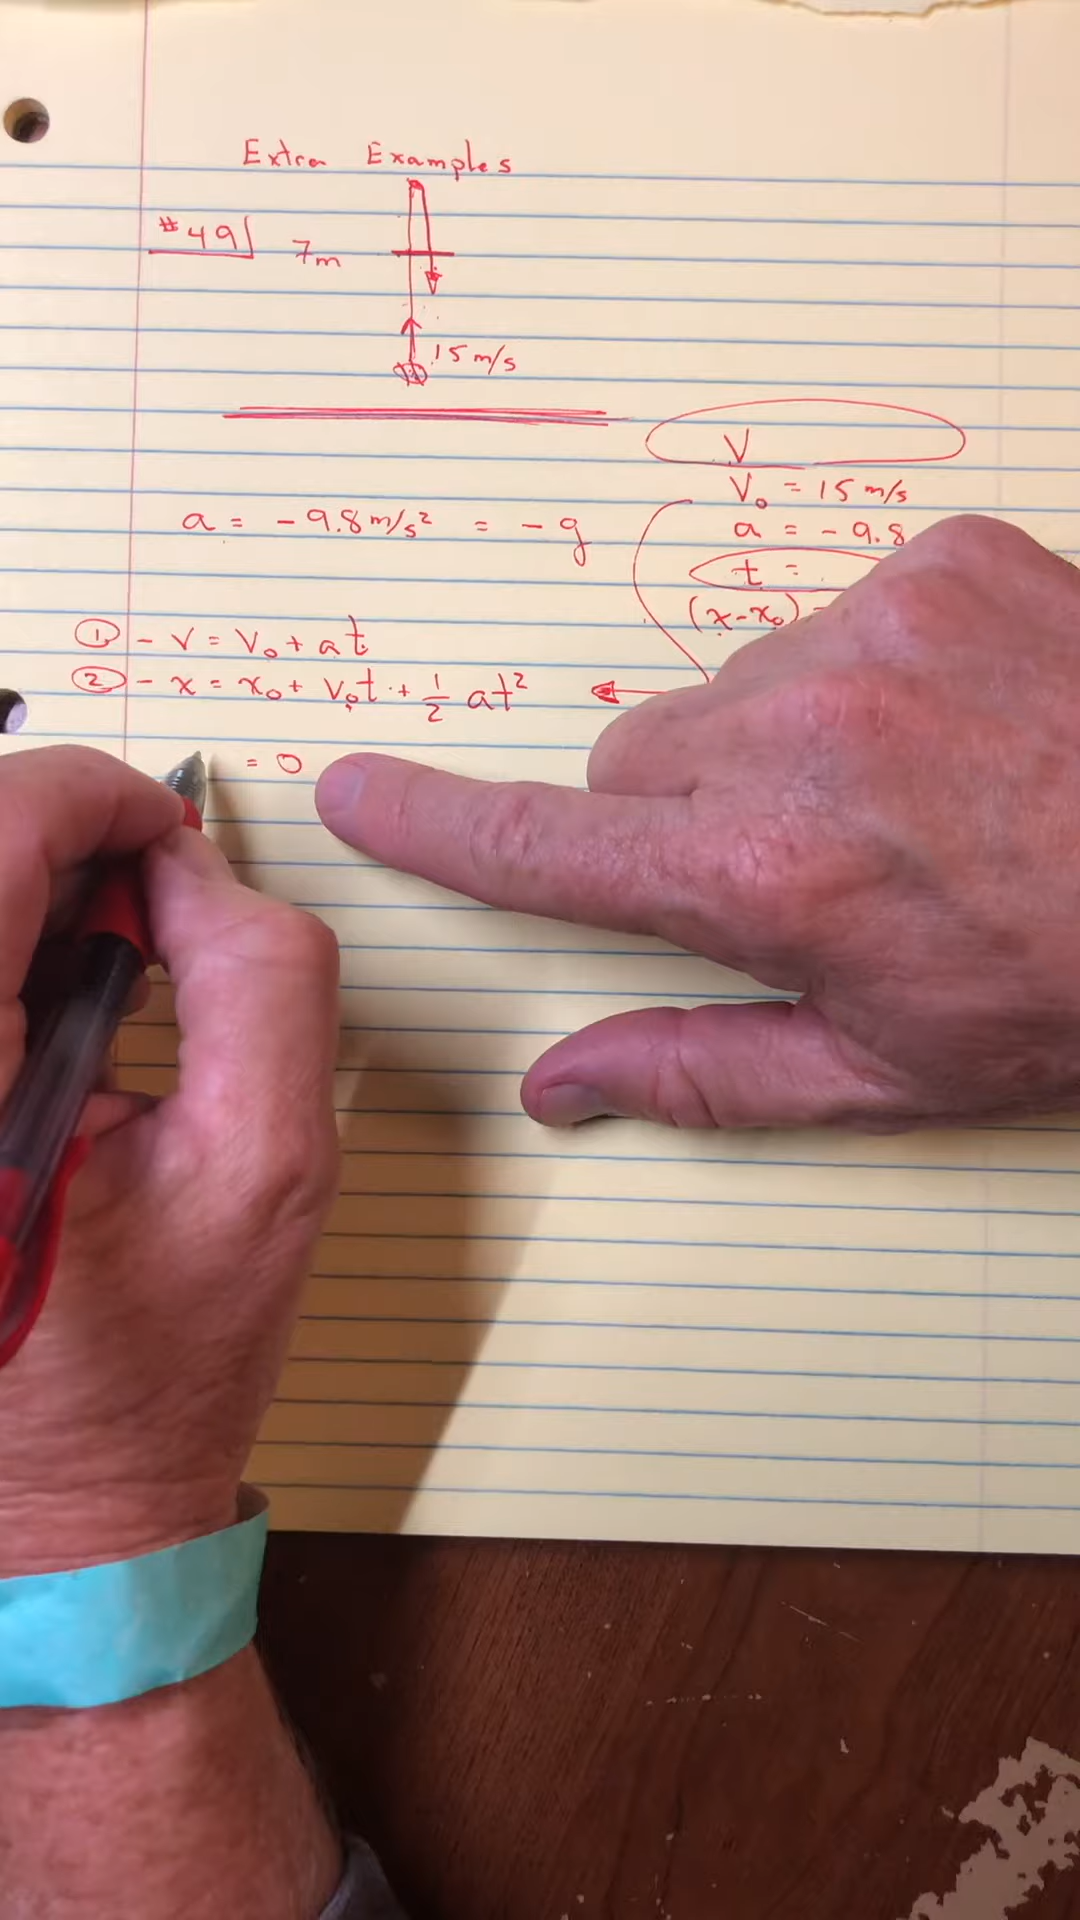 Extra Examples
#49
7m
15 m/s
V
V₀ = 15 m/s
a = -9.8 m/s² = -g
a = -9.8
t =
(x-x₀) =
① - v = v₀ + at
② - x = x₀ + v₀t + 1/2 at²
= 0